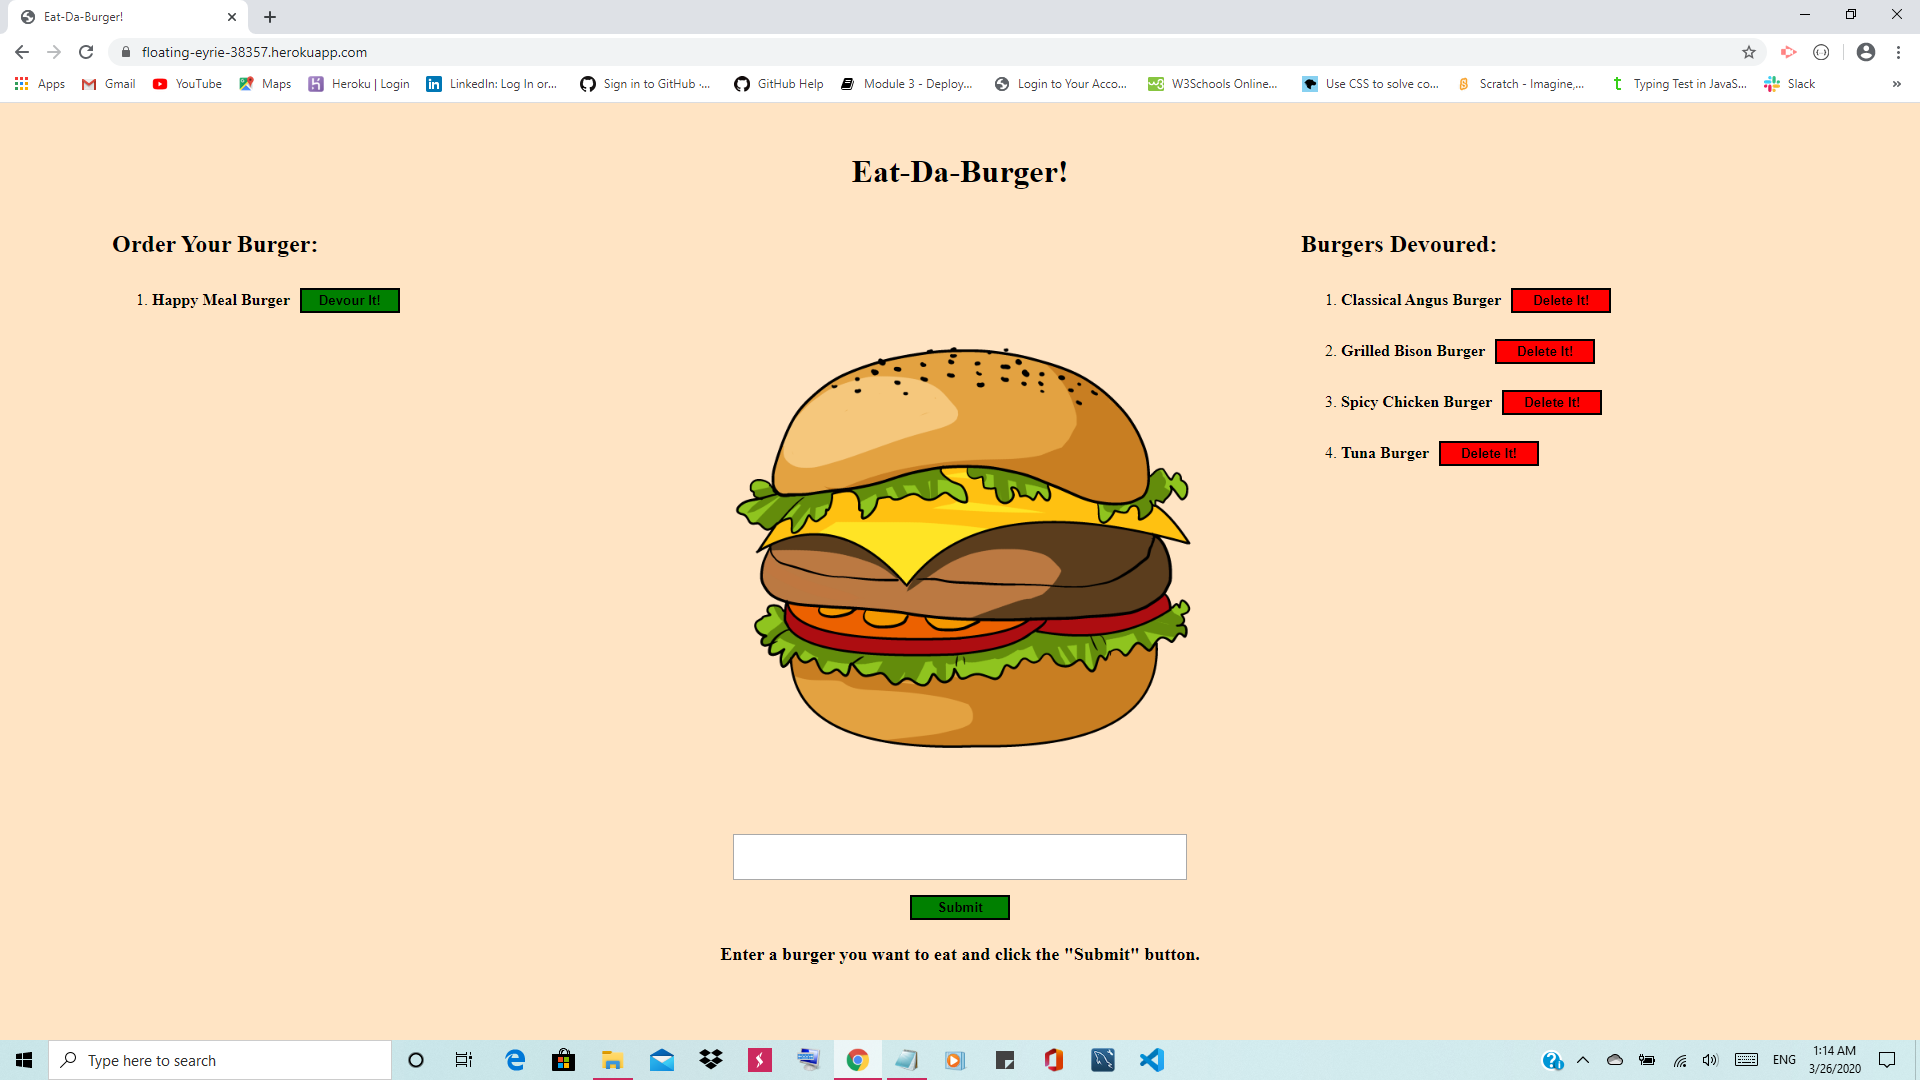 Eat-Da-Burger!
floating-eyrie-38357.herokuapp.com
Apps Gmail YouTube Maps Heroku | Login LinkedIn: Log In or... Sign in to GitHub ·... GitHub Help Module 3 - Deploy... Login to Your Acco... W3Schools Online... Use CSS to solve co... Scratch - Imagine,... Typing Test in JavaS... Slack »
Eat-Da-Burger!
Order Your Burger:
1. Happy Meal Burger Devour It!
Burgers Devoured:
1. Classical Angus Burger Delete It!
2. Grilled Bison Burger Delete It!
3. Spicy Chicken Burger Delete It!
4. Tuna Burger Delete It!
Submit
Enter a burger you want to eat and click the "Submit" button.
Type here to search
ENG
1:14 AM
3/26/2020